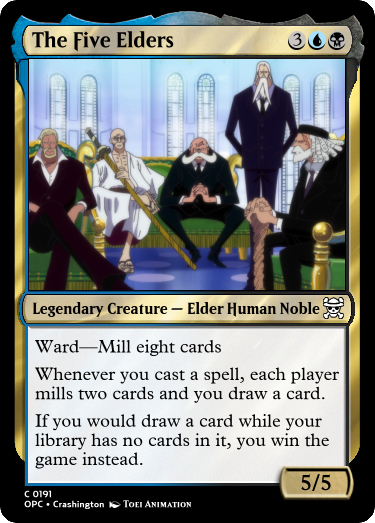 The Five Elders 3
Legendary Creature — Elder Human Noble
Ward—Mill eight cards
Whenever you cast a spell, each player
mills two cards and you draw a card.
If you would draw a card while your
library has no cards in it, you win the
game instead.
5/5
C 0191
OPC • Crashington TOEI ANIMATION